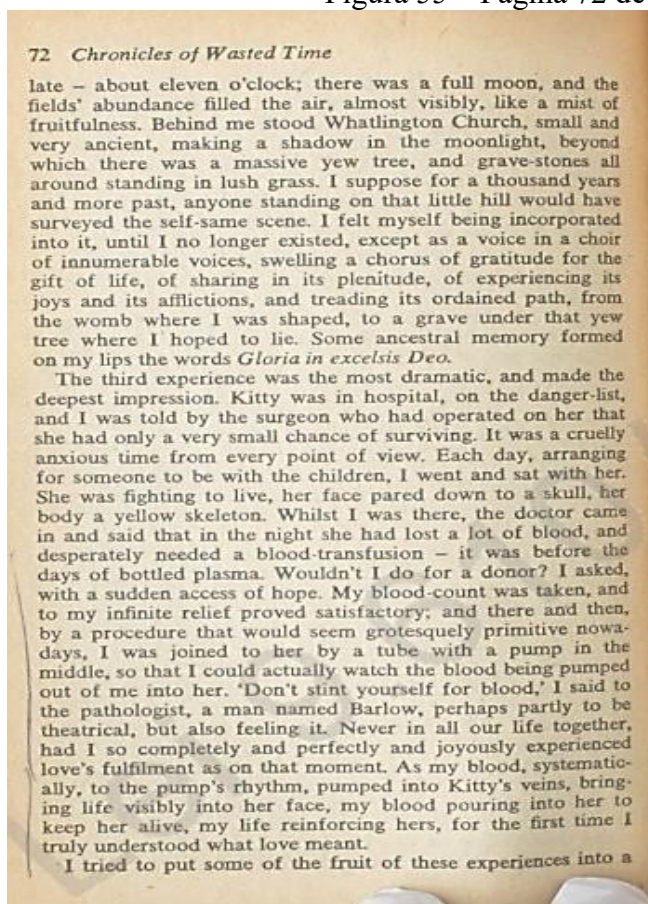 Página 72 de
72 Chronicles of Wasted Time
late – about eleven o'clock; there was a full moon, and the
fields' abundance filled the air, almost visibly, like a mist of
fruitfulness. Behind me stood Whatlington Church, small and
very ancient, making a shadow in the moonlight, beyond
which there was a massive yew tree, and grave-stones all
around standing in lush grass. I suppose for a thousand years
and more past, anyone standing on that little hill would have
surveyed the self-same scene. I felt myself being incorporated
into it, until I no longer existed, except as a voice in a choir
of innumerable voices, swelling a chorus of gratitude for the
gift of life, of sharing in its plenitude, of experiencing its
joys and its afflictions, and treading its ordained path, from
the womb where I was shaped, to a grave under that yew
tree where I hoped to lie. Some ancestral memory formed
on my lips the words Gloria in excelsis Deo.
The third experience was the most dramatic, and made the
deepest impression. Kitty was in hospital, on the danger-list,
and I was told by the surgeon who had operated on her that
she had only a very small chance of surviving. It was a cruelly
anxious time from every point of view. Each day, arranging
for someone to be with the children, I went and sat with her.
She was fighting to live, her face pared down to a skull, her
body a yellow skeleton. Whilst I was there, the doctor came
in and said that in the night she had lost a lot of blood, and
desperately needed a blood-transfusion – it was before the
days of bottled plasma. Wouldn't I do for a donor? I asked,
with a sudden access of hope. My blood-count was taken, and
to my infinite relief proved satisfactory; and there and then,
by a procedure that would seem grotesquely primitive nowa-
days, I was joined to her by a tube with a pump in the
middle, so that I could actually watch the blood being pumped
out of me into her. 'Don't stint yourself for blood,' I said to
the pathologist, a man named Barlow, perhaps partly to be
theatrical, but also feeling it. Never in all our life together,
had I so completely and perfectly and joyously experienced
love's fulfilment as on that moment. As my blood, systematic-
ally, to the pump's rhythm, pumped into Kitty's veins, bring-
ing life visibly into her face, my blood pouring into her to
keep her alive, my life reinforcing hers, for the first time I
truly understood what love meant.
I tried to put some of the fruit of these experiences into a